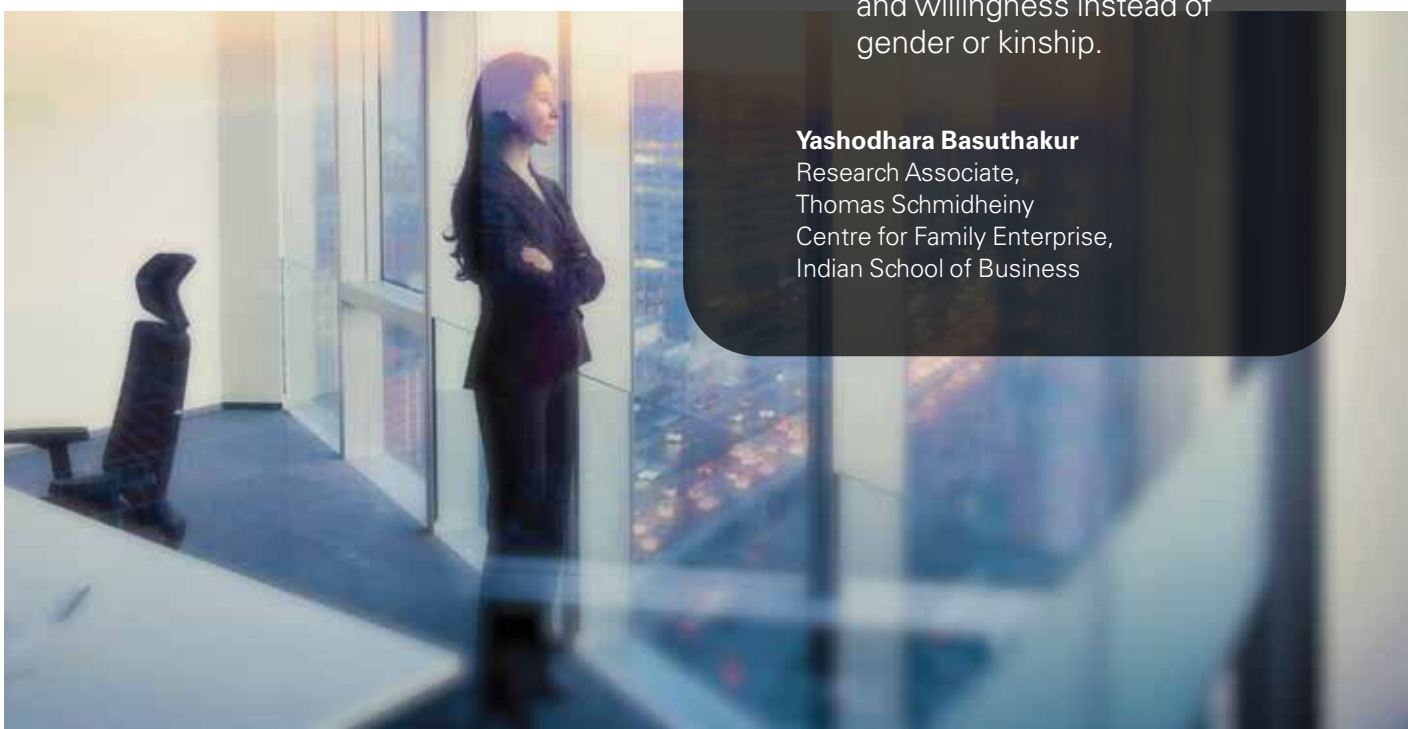 and willingness instead of
gender or kinship.
Yashodhara Basuthakur
Research Associate,
Thomas Schmidheiny
Centre for Family Enterprise,
Indian School of Business